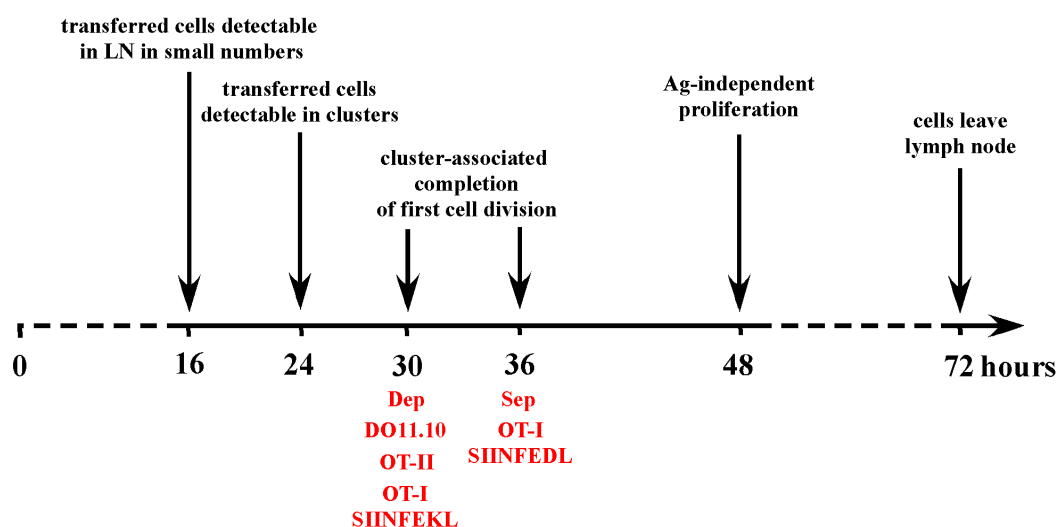 transferred cells detectable
in LN in small numbers
transferred cells
detectable in clusters
cluster-associated
completion
of first cell division
Ag-independent
proliferation
cells leave
lymph node
0
16
24
30
36
48
72 hours
Dep
DO11.10
OT-II
OT-I
SIINFEKL
Sep
OT-I
SIINFEDL